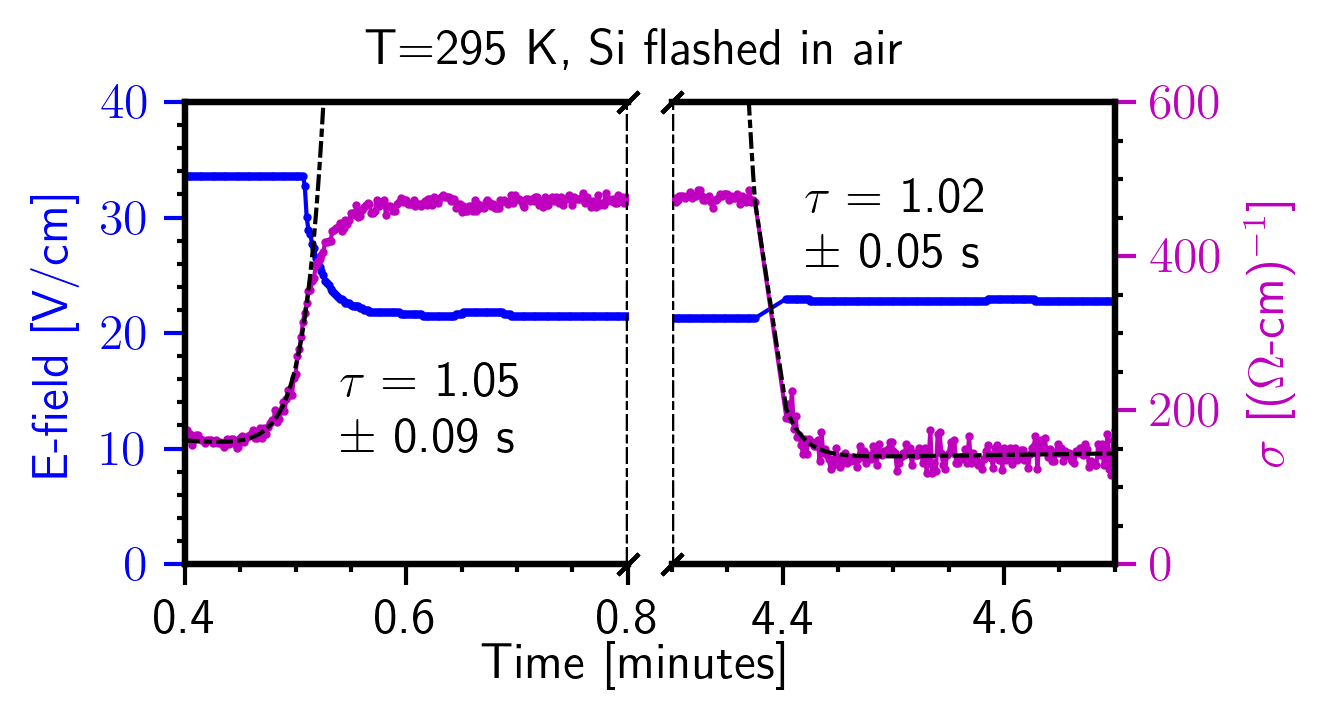 T=295 K, Si flashed in air
40
30
20
10
0
E-field [V/cm]
τ = 1.05
± 0.09 s
τ = 1.02
± 0.05 s
600
400
200
0
σ [(Ω-cm)⁻¹]
0.4
0.6
0.8
4.4
4.6
Time [minutes]